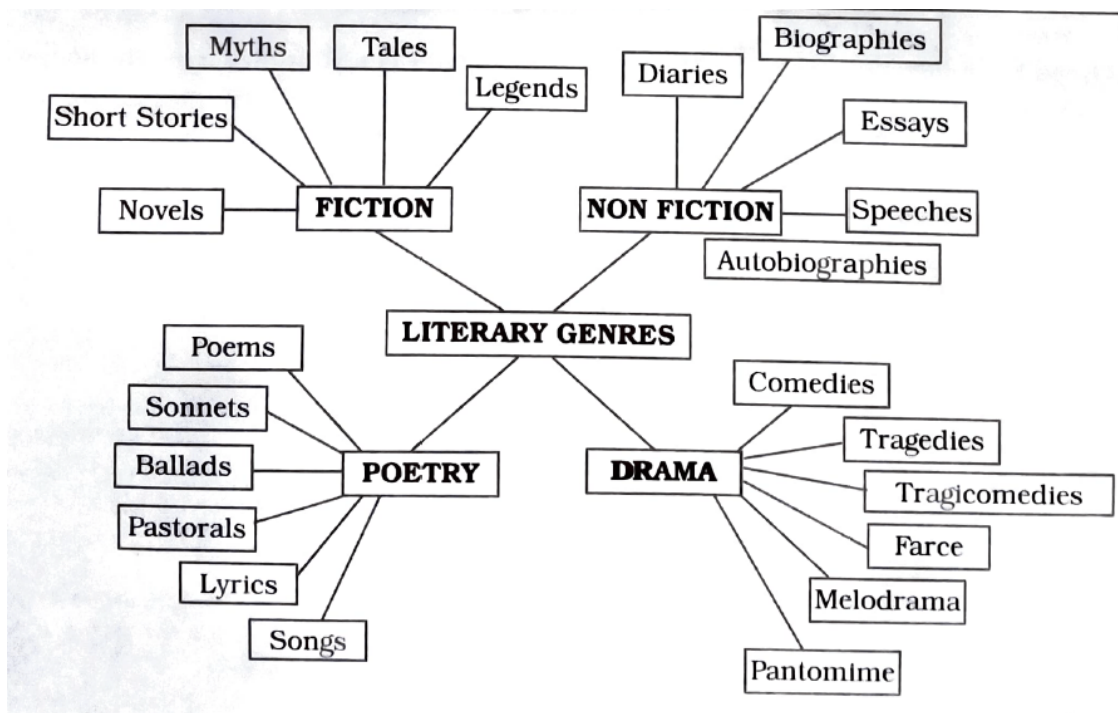 Myths
Tales
Legends
Short Stories
Novels
FICTION
Biographies
Diaries
Essays
NON FICTION
Speeches
Autobiographies
LITERARY GENRES
Poems
Sonnets
Ballads
POETRY
Pastorals
Lyrics
Songs
Comedies
Tragedies
DRAMA
Tragicomedies
Farce
Melodrama
Pantomime